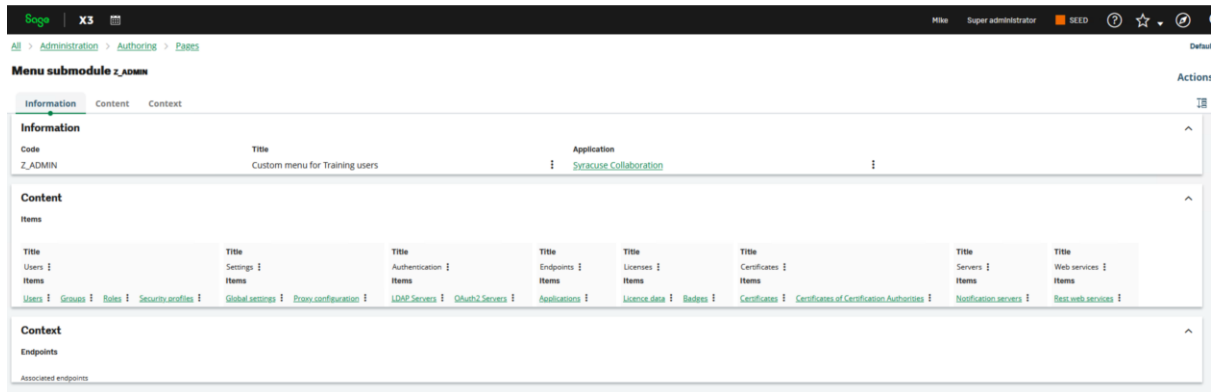 Sage X3 Mike Super administrator SEED
All > Administration > Authoring > Pages Defaul
Menu submodule Z_ADMIN
Actions
Information Content Context
Information
Code Title Application
Z_ADMIN Custom menu for Training users Syracuse Collaboration
Content
Items
Title Title Title Title Title Title Title Title
Users Settings Authentication Endpoints Licenses Certificates Servers Web services
Items Items Items Items Items Items Items Items
Users Groups Roles Security profiles Global settings Proxy configuration LDAP Servers OAuth2 Servers Applications Licence data Badges Certificates Certificates of Certification Authorities Notification servers Rest web services
Context
Endpoints
Associated endpoints